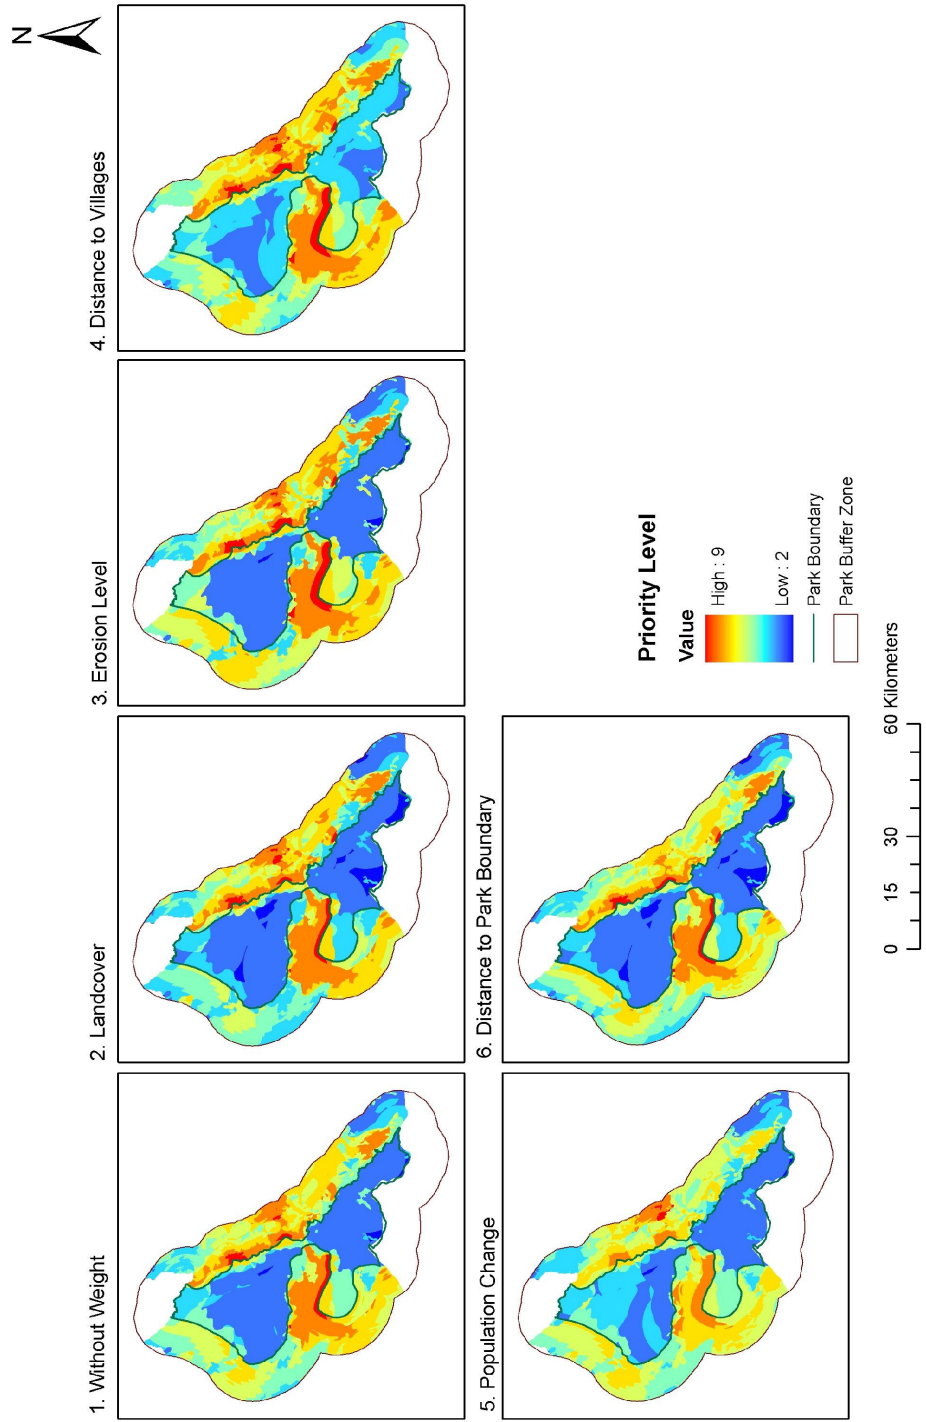 N
1. Without Weight
2. Landcover
3. Erosion Level
4. Distance to Villages
5. Population Change
6. Distance to Park Boundary
Priority Level
Value
High : 9
Low : 2
Park Boundary
Park Buffer Zone
0 15 30 60 Kilometers